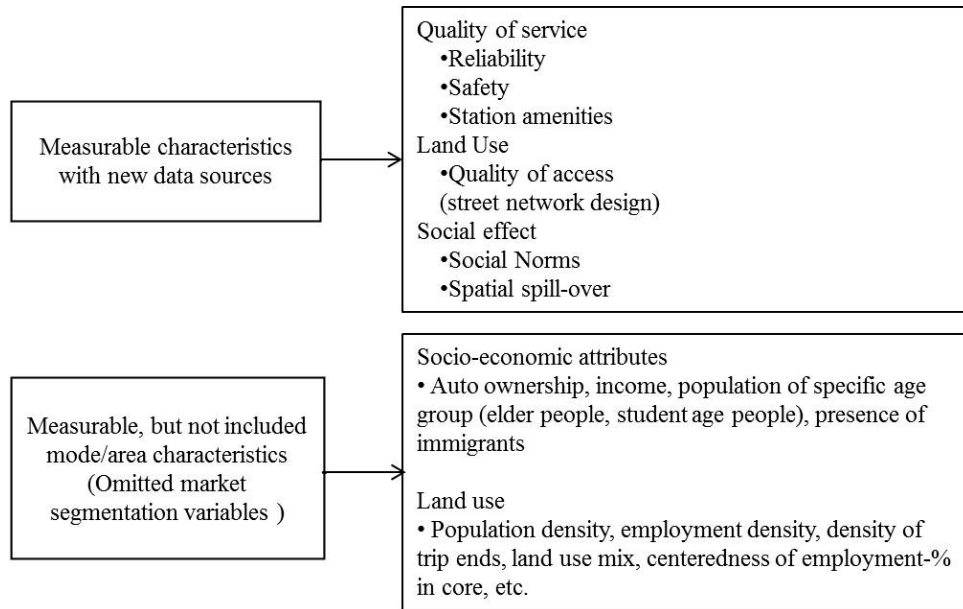 Measurable characteristics
with new data sources
Quality of service
•Reliability
•Safety
•Station amenities
Land Use
•Quality of access
(street network design)
Social effect
•Social Norms
•Spatial spill-over
Measurable, but not included
mode/area characteristics
(Omitted market
segmentation variables )
Socio-economic attributes
• Auto ownership, income, population of specific age
group (elder people, student age people), presence of
immigrants
Land use
• Population density, employment density, density of
trip ends, land use mix, centeredness of employment-%
in core, etc.